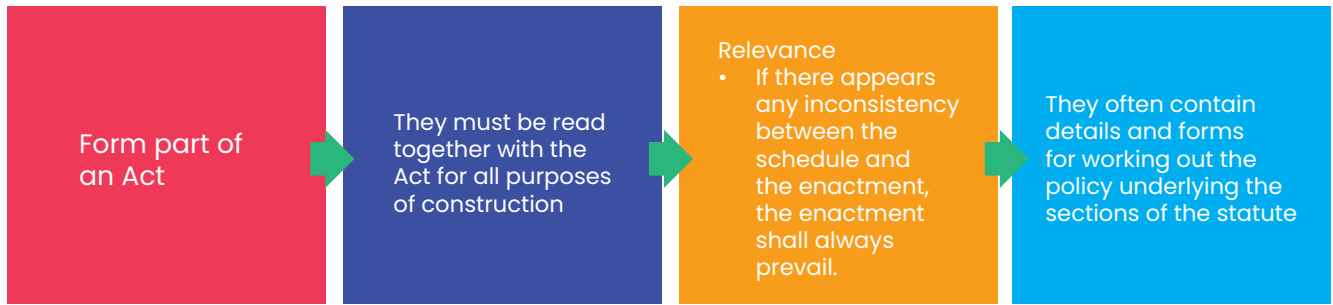 Form part of
an Act
They must be read
together with the
Act for all purposes
of construction
Relevance
• If there appears
any inconsistency
between the
schedule and
the enactment,
the enactment
shall always
prevail.
They often contain
details and forms
for working out the
policy underlying the
sections of the statute